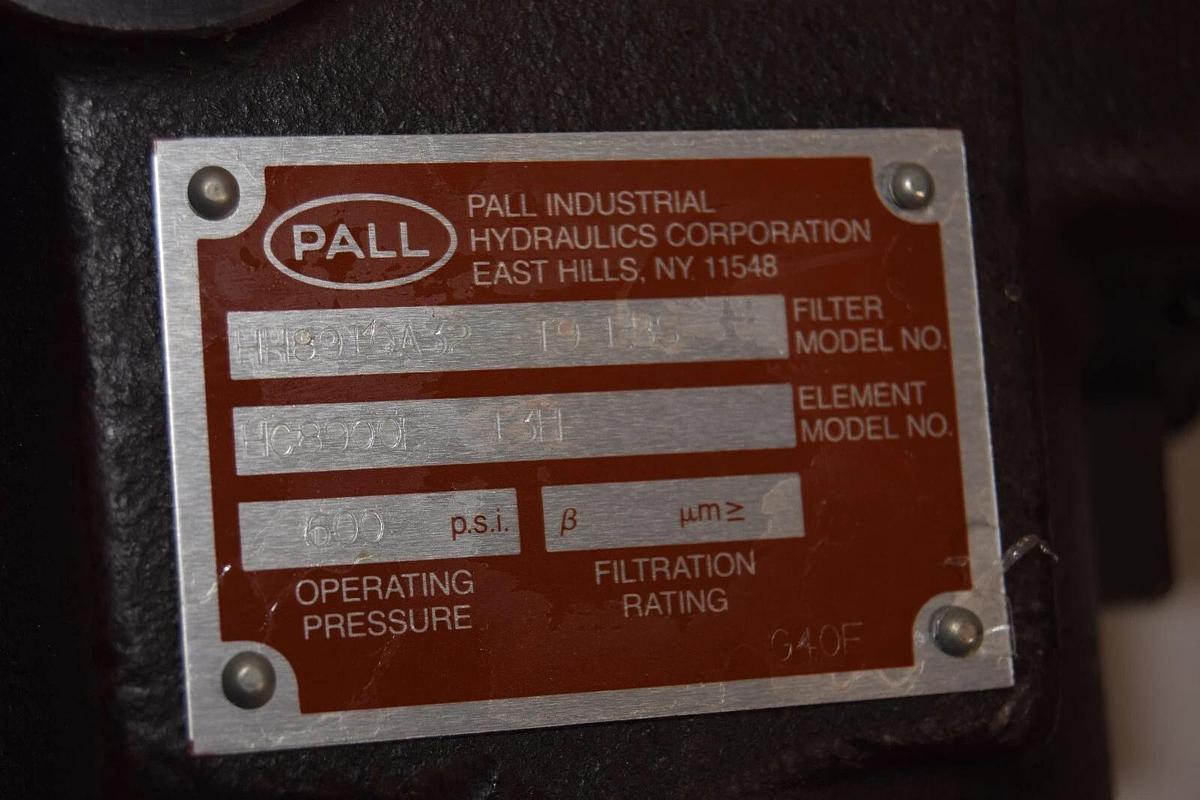 PALL
PALL INDUSTRIAL
HYDRAULICS CORPORATION
EAST HILLS, NY 11548
FILTER
MODEL NO.
ELEMENT
MODEL NO.
600 p.s.i.
β μm ≥
OPERATING
PRESSURE
FILTRATION
RATING
G40F